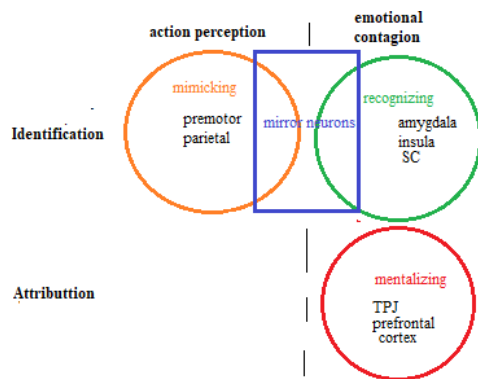 action perception
emotional
contagion
mimicking
recognizing
premotor
parietal
mirror neurons
amygdala
insula
SC
Identification
mentalizing
Attributtion
TPJ
prefrontal
cortex